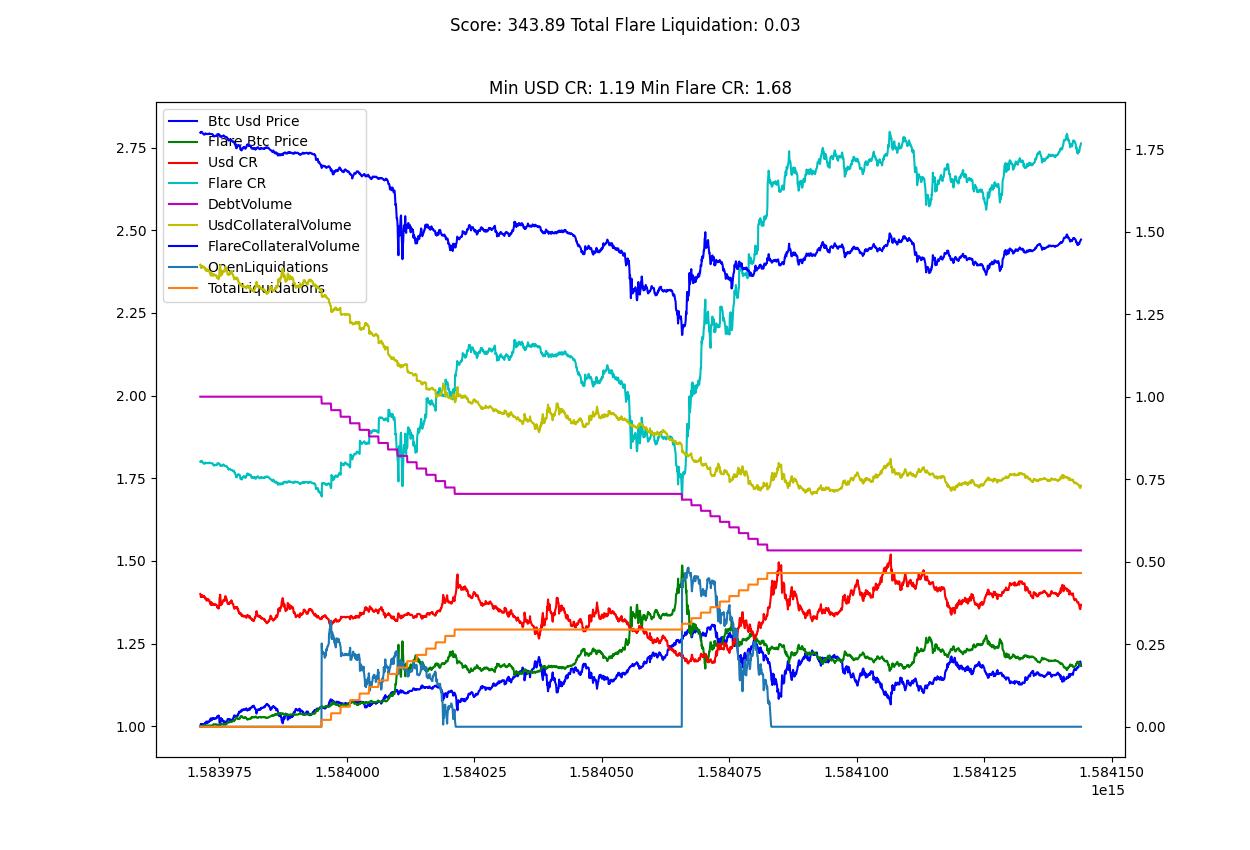 Score: 343.89 Total Flare Liquidation: 0.03
Min USD CR: 1.19 Min Flare CR: 1.68
Btc Usd Price
Flare Btc Price
Usd CR
Flare CR
DebtVolume
UsdCollateralVolume
FlareCollateralVolume
OpenLiquidations
TotalLiquidations
2.75
2.50
2.25
2.00
1.75
1.50
1.25
1.00
1.75
1.50
1.25
1.00
0.75
0.50
0.25
0.00
1.583975 1.584000 1.584025 1.584050 1.584075 1.584100 1.584125 1.584150
1e15